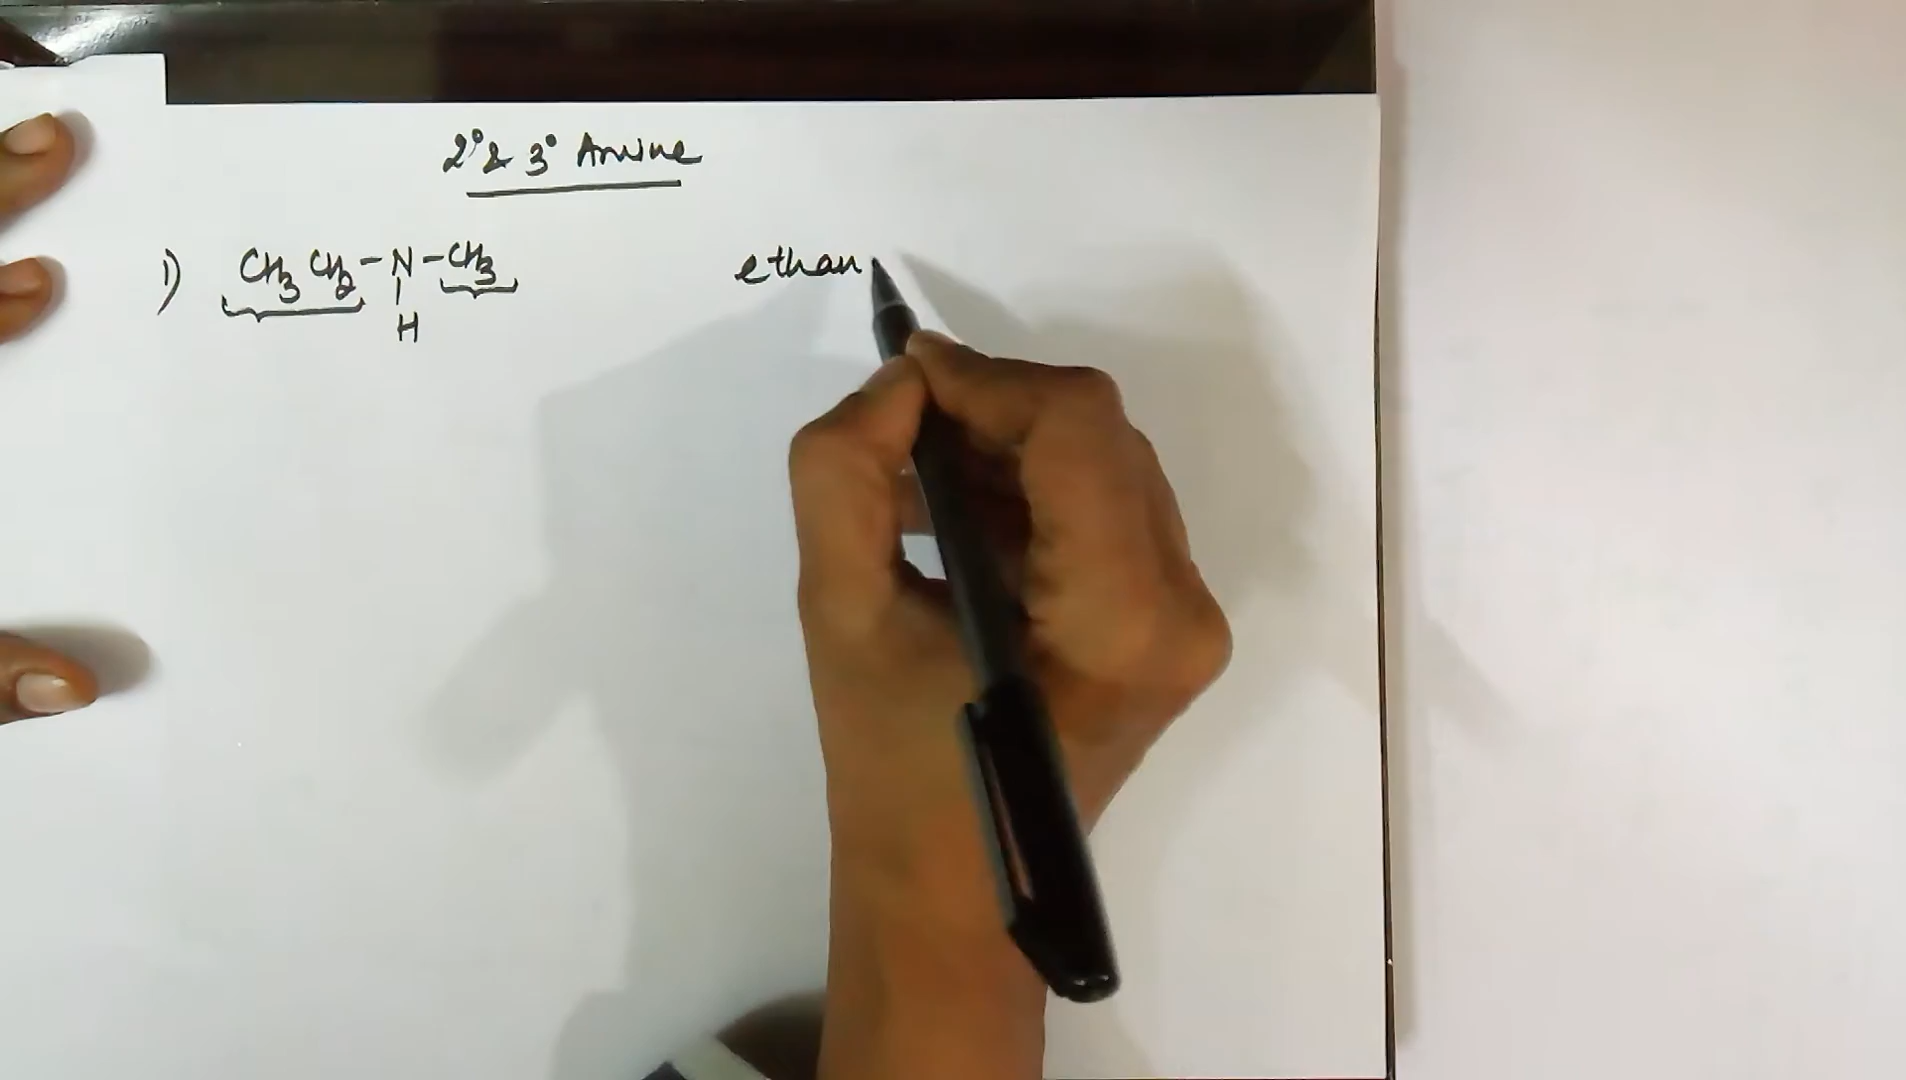 2° & 3° Amine
1) CH₃ CH₂ – N – CH₃ ethan
H